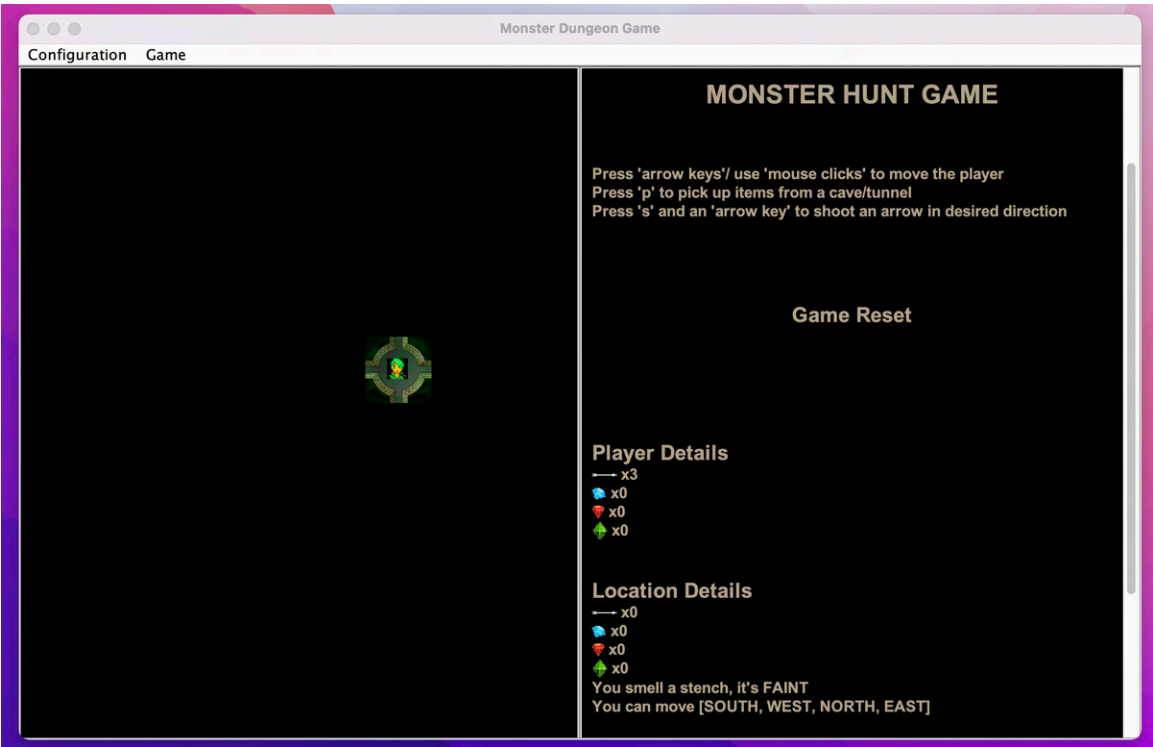 Monster Dungeon Game
Configuration Game
MONSTER HUNT GAME
Press 'arrow keys'/ use 'mouse clicks' to move the player
Press 'p' to pick up items from a cave/tunnel
Press 's' and an 'arrow key' to shoot an arrow in desired direction
Game Reset
Player Details
x3
x0
x0
x0
Location Details
x0
x0
x0
x0
You smell a stench, it's FAINT
You can move [SOUTH, WEST, NORTH, EAST]